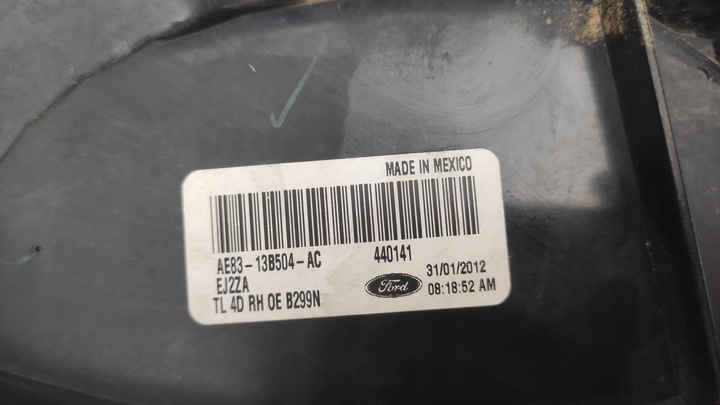 MADE IN MEXICO
AE83-13B504-AC 440141
EJ2ZA
TL 4D RH OE B299N
Ford
31/01/2012
08:18:52 AM